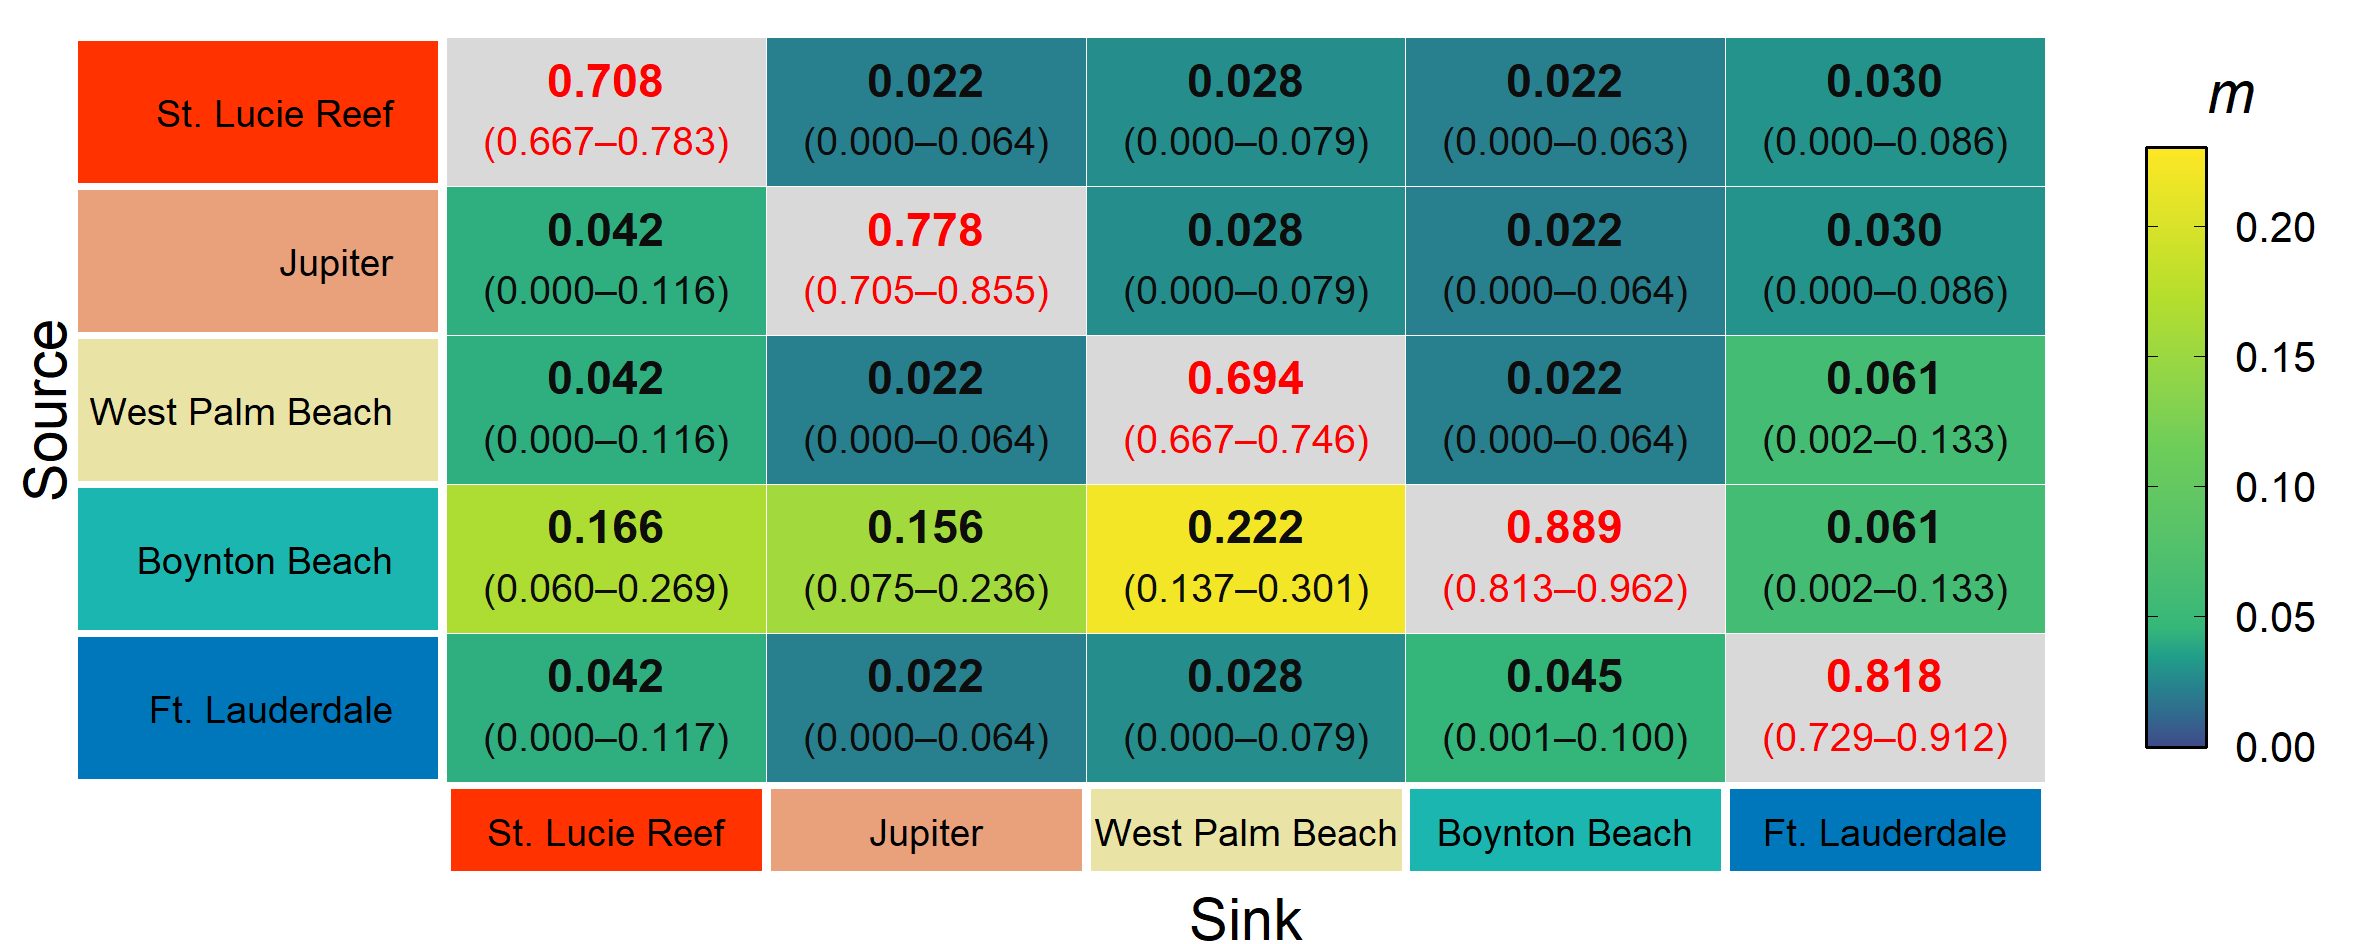 St. Lucie Reef 0.708 0.022 0.028 0.022 0.030
(0.667–0.783) (0.000–0.064) (0.000–0.079) (0.000–0.063) (0.000–0.086)
Jupiter 0.042 0.778 0.028 0.022 0.030
(0.000–0.116) (0.705–0.855) (0.000–0.079) (0.000–0.064) (0.000–0.086)
West Palm Beach 0.042 0.022 0.694 0.022 0.061
(0.000–0.116) (0.000–0.064) (0.667–0.746) (0.000–0.064) (0.002–0.133)
Boynton Beach 0.166 0.156 0.222 0.889 0.061
(0.060–0.269) (0.075–0.236) (0.137–0.301) (0.813–0.962) (0.002–0.133)
Ft. Lauderdale 0.042 0.022 0.028 0.045 0.818
(0.000–0.117) (0.000–0.064) (0.000–0.079) (0.001–0.100) (0.729–0.912)
St. Lucie Reef Jupiter West Palm Beach Boynton Beach Ft. Lauderdale
Source
Sink
m
0.20
0.15
0.10
0.05
0.00